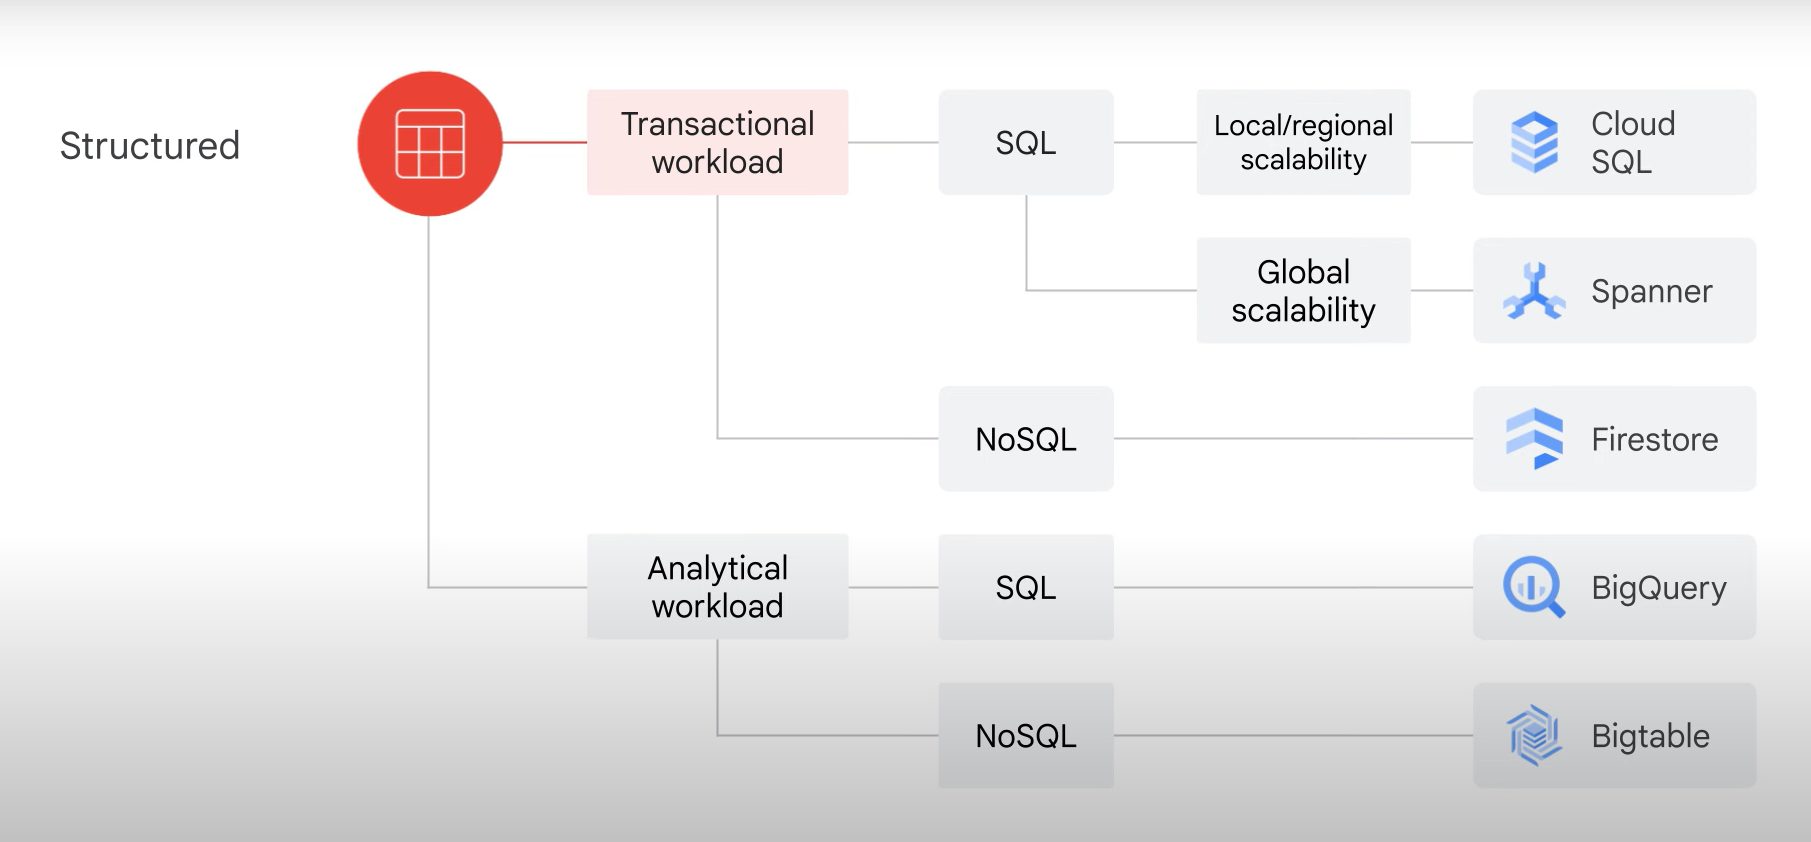 Structured
Transactional
workload
SQL
Local/regional
scalability
Cloud
SQL
Global
scalability
Spanner
NoSQL
Firestore
Analytical
workload
SQL
BigQuery
NoSQL
Bigtable